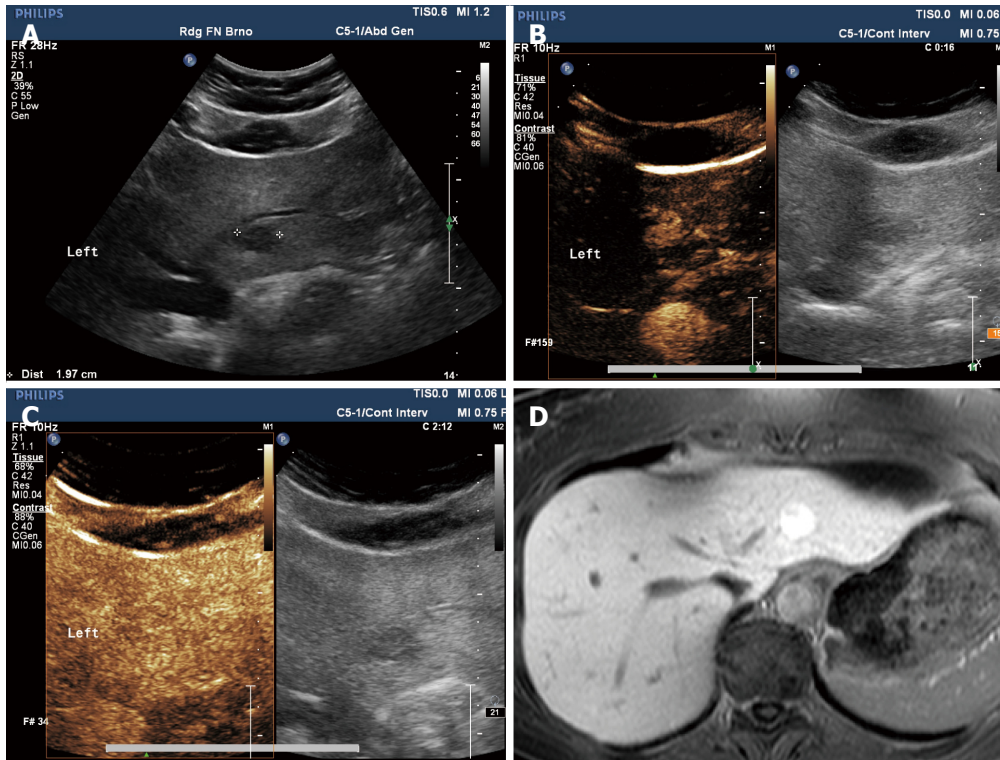 PHILIPS
TIS0.6 MI 1.2
A
Rdg FN Brno
C5-1/Abd Gen
FR 28Hz
RS
Z 1.1
2D
39%
C 55
P Low
Gen
M2
6
21
30
40
47
54
60
66
Left
X
Dist 1.97 cm
14
PHILIPS
TIS0.0 MI 0.06
B
C5-1/Cont Interv
MI 0.75
FR 10Hz
R1
M1
C 0:16
P
P
Tissue
71%
C 42
Res
MI0.04
Contrast
81%
C 40
CGen
MI0.06
Left
F#159
X
PHILIPS
TIS0.0 MI 0.06 L
C
C5-1/Cont Interv
MI 0.75 F
FR 10Hz
R1
Z 1.1
M1
C 2:12
M2
P
P
Tissue
68%
C 42
Res
MI0.04
Contrast
88%
C 40
CGen
MI0.06
Left
F# 34
21
D